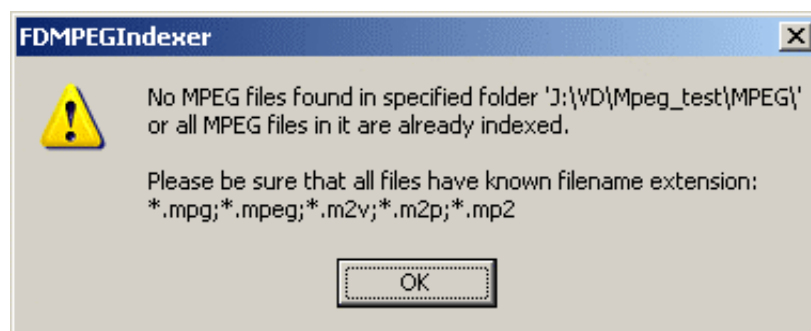 FDMPEGIndexer
No MPEG files found in specified folder 'J:\VD\Mpeg_test\MPEG\'
or all MPEG files in it are already indexed.
Please be sure that all files have known filename extension:
*.mpg;*.mpeg;*.m2v;*.m2p;*.mp2
OK